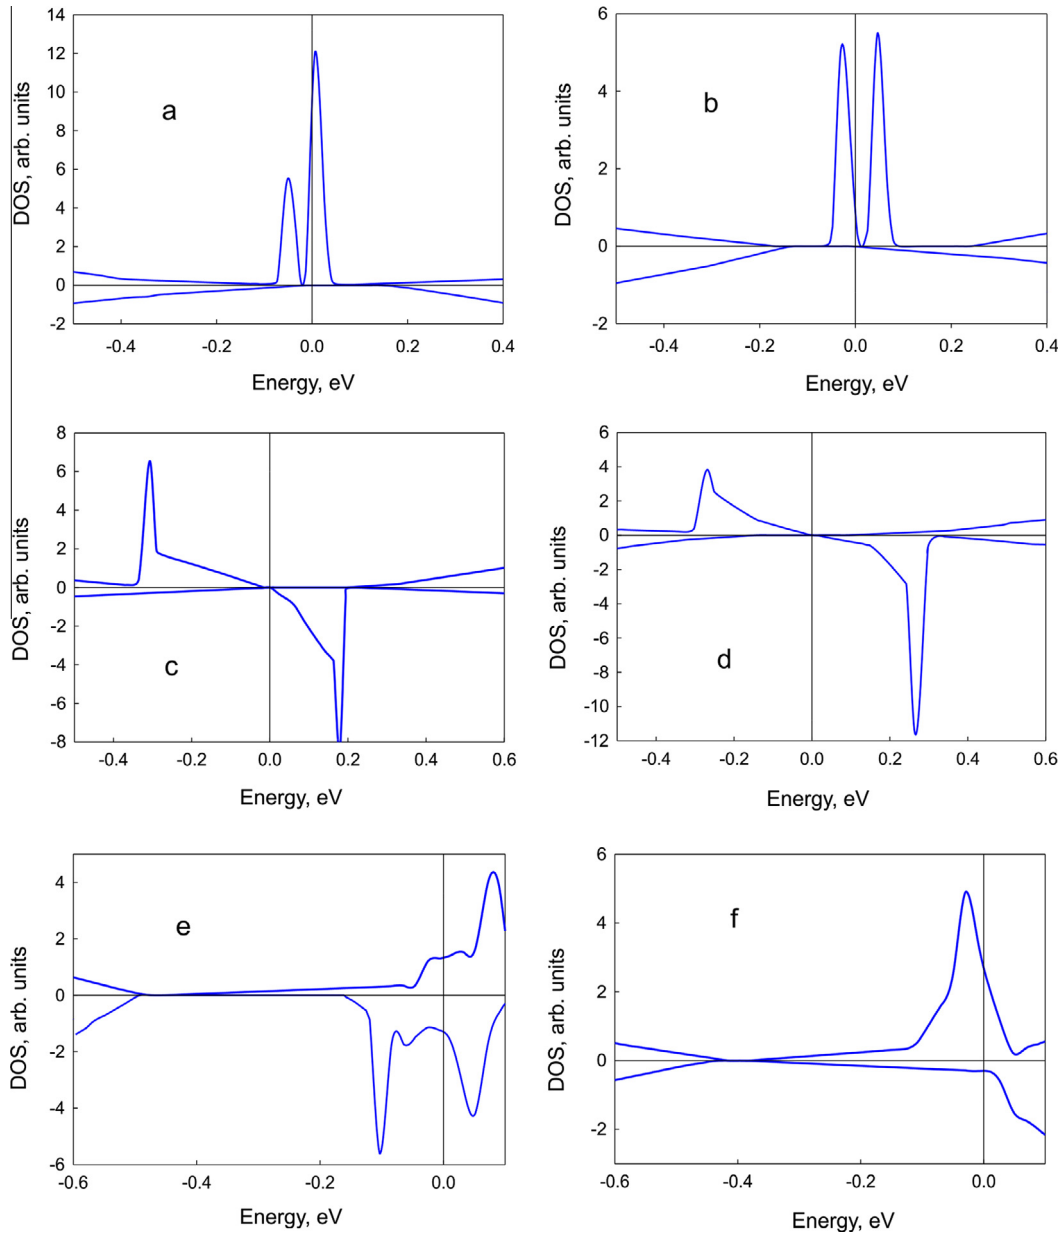 14
12
10
8
6
4
2
0
-2
DOS, arb. units
a
-0.4 -0.2 0.0 0.2 0.4
Energy, eV
6
4
2
0
-2
DOS, arb. units
b
-0.4 -0.2 0.0 0.2 0.4
Energy, eV
8
6
4
2
0
-2
-4
-6
-8
DOS, arb. units
c
-0.4 -0.2 0.0 0.2 0.4 0.6
Energy, eV
6
4
2
0
-2
-4
-6
-8
-10
-12
DOS, arb. units
d
-0.4 -0.2 0.0 0.2 0.4 0.6
Energy, eV
4
2
0
-2
-4
-6
DOS, arb. units
e
-0.6 -0.4 -0.2 0.0
Energy, eV
6
4
2
0
-2
DOS, arb. units
f
-0.6 -0.4 -0.2 0.0
Energy, eV